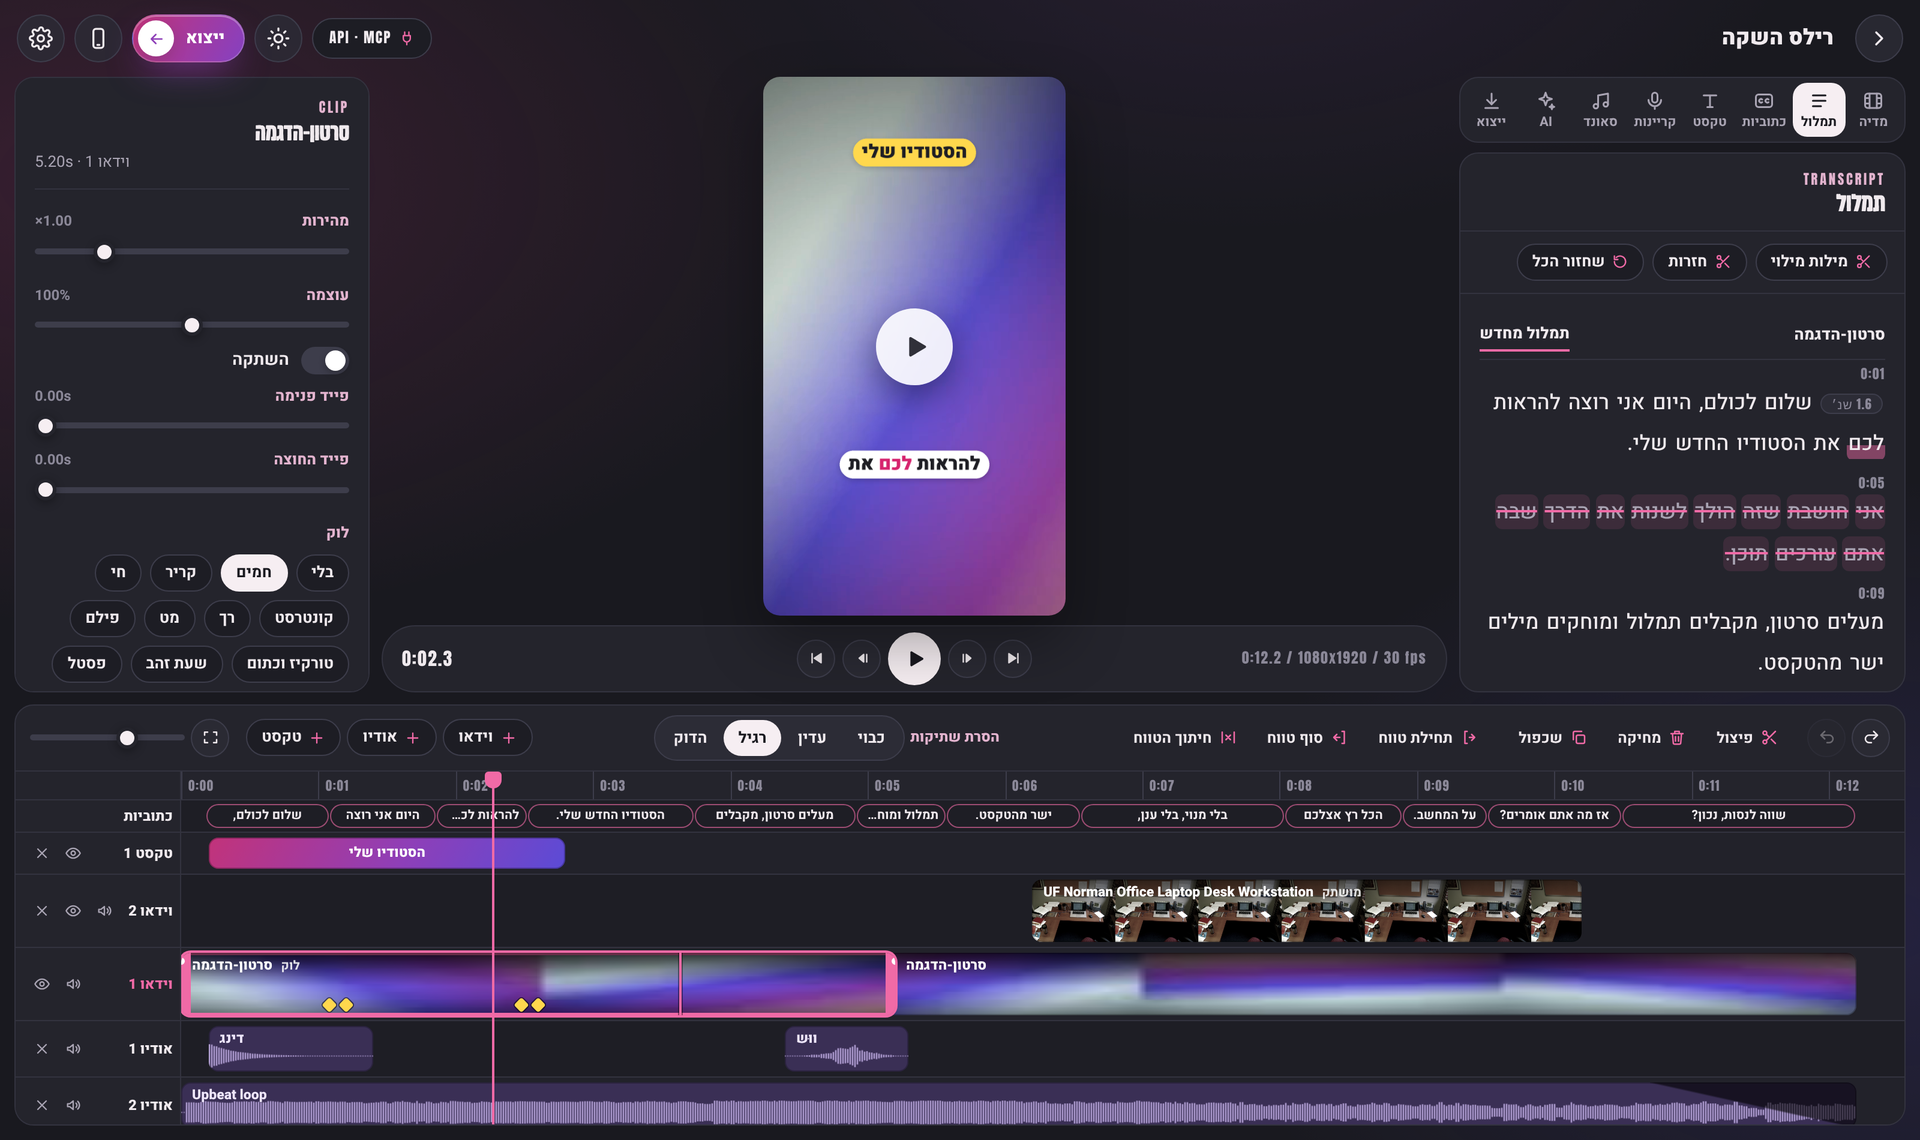 רילס השקה
API · MCP
ייצוא
מדיה
תמלול
כתוביות
טקסט
קריינות
סאונד
AI
ייצוא
TRANSCRIPT
תמלול
מילות מילוי
חזרות
שחזור הכל
סרטון-הדגמה
תמלול מחדש
0:01
1.6 שנ׳ שלום לכולם, היום אני רוצה להראות
לכם את הסטודיו החדש שלי.
0:05
אני חושבת שזה הולך לשנות את הדרך שבה
אתם עורכים תוכן.
0:09
מעלים סרטון, מקבלים תמלול ומוחקים מילים
ישר מהטקסט.
הסטודיו שלי
להראות לכם את
0:02.3
0:12.2 / 1080x1920 / 30 fps
CLIP
סרטון-הדגמה
וידאו 1 · 5.20s
מהירות
×1.00
עוצמה
100%
השתקה
פייד פנימה
0.00s
פייד החוצה
0.00s
לוק
בלי
חמים
קריר
חי
קונטרסט
רך
מט
פילם
טורקיז וכתום
שעת זהב
פסטל
פיצול
מחיקה
שכפול
תחילת טווח
סוף טווח
חיתוך הטווח
הסרת שתיקות
כבוי
עדין
רגיל
הדוק
וידאו
אודיו
טקסט
0:00
0:01
0:02
0:03
0:04
0:05
0:06
0:07
0:08
0:09
0:10
0:11
0:12
כתוביות
שלום לכולם,
היום אני רוצה
להראות לכ...
הסטודיו החדש שלי.
מעלים סרטון, מקבלים
תמלול ומוח...
ישר מהטקסט.
בלי מנוי, בלי ענן,
הכל רץ אצלכם
על המחשב.
אז מה אתם אומרים?
שווה לנסות, נכון?
טקסט 1
הסטודיו שלי
וידאו 2
UF Norman Office Laptop Desk Workstation
מושתק
וידאו 1
סרטון-הדגמה
לוק
סרטון-הדגמה
אודיו 1
דינג
ווש
אודיו 2
Upbeat loop